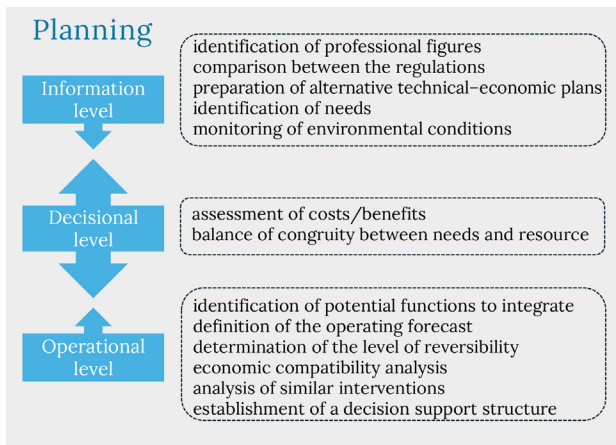 Planning
Information
level
identification of professional figures
comparison between the regulations
preparation of alternative technical–economic plans
identification of needs
monitoring of environmental conditions
Decisional
level
assessment of costs/benefits
balance of congruity between needs and resource
Operational
level
identification of potential functions to integrate
definition of the operating forecast
determination of the level of reversibility
economic compatibility analysis
analysis of similar interventions
establishment of a decision support structure